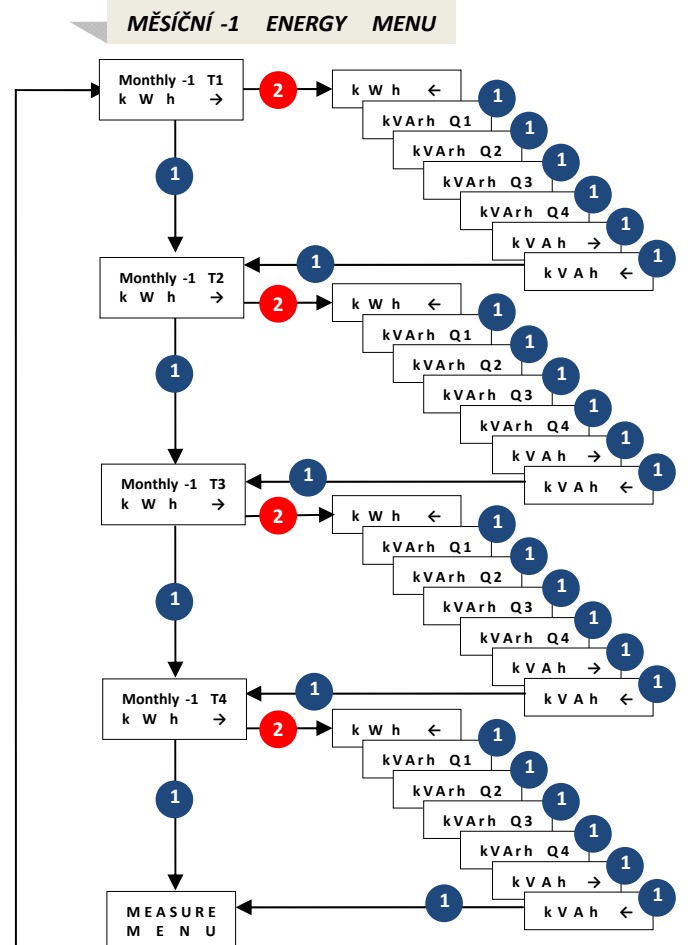 MĚSÍČNÍ -1 ENERGY MENU
Monthly -1 T1
k W h →
2
k W h ←
1
kVArh Q1
1
kVArh Q2
1
kVArh Q3
1
kVArh Q4
1
k V A h →
1
k V A h ←
1
1
1
Monthly -1 T2
k W h →
2
k W h ←
1
kVArh Q1
1
kVArh Q2
1
kVArh Q3
1
kVArh Q4
1
k V A h →
1
k V A h ←
1
1
1
Monthly -1 T3
k W h →
2
k W h ←
1
kVArh Q1
1
kVArh Q2
1
kVArh Q3
1
kVArh Q4
1
k V A h →
1
k V A h ←
1
1
1
Monthly -1 T4
k W h →
2
k W h ←
1
kVArh Q1
1
kVArh Q2
1
kVArh Q3
1
kVArh Q4
1
k V A h →
1
k V A h ←
1
1
1
MEASURE
M E N U